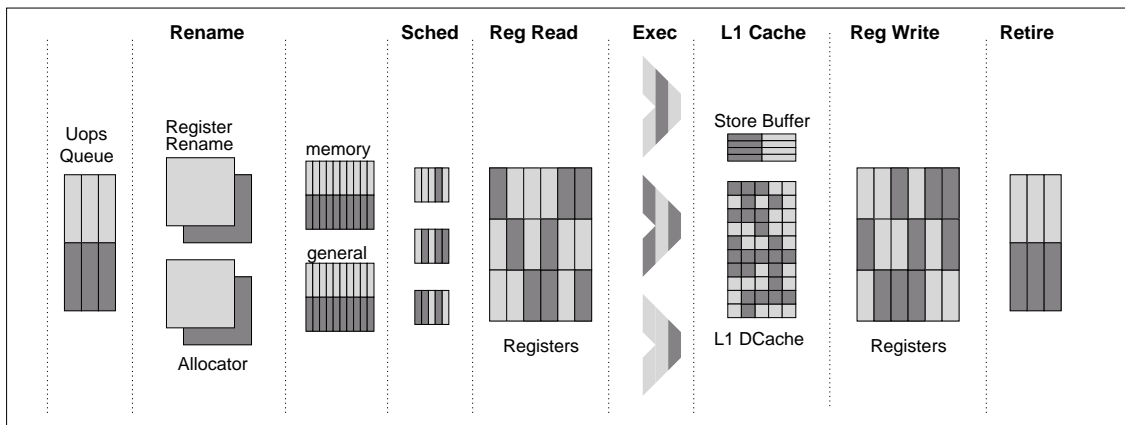 Rename
Sched
Reg Read
Exec
L1 Cache
Reg Write
Retire
Uops
Queue
Register
Rename
Allocator
memory
general
Registers
Store Buffer
L1 DCache
Registers